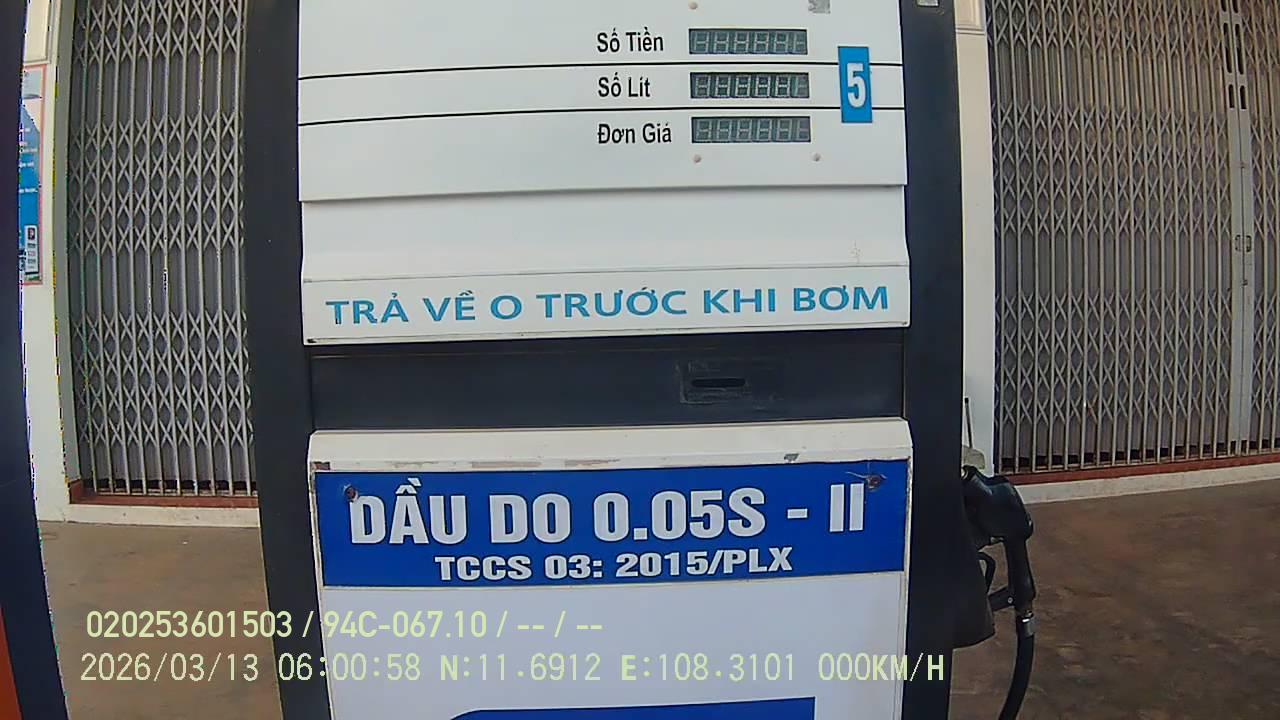 Số Tiền
Số Lít
Đơn Giá
5
TRẢ VỀ O TRƯỚC KHI BƠM
DẦU DO 0.05S - II
TCCS 03: 2015/PLX
020253601503 / 94C-067.10 / -- / --
2026/03/13 06:00:58 N:11.6912 E:108.3101 000KM/H